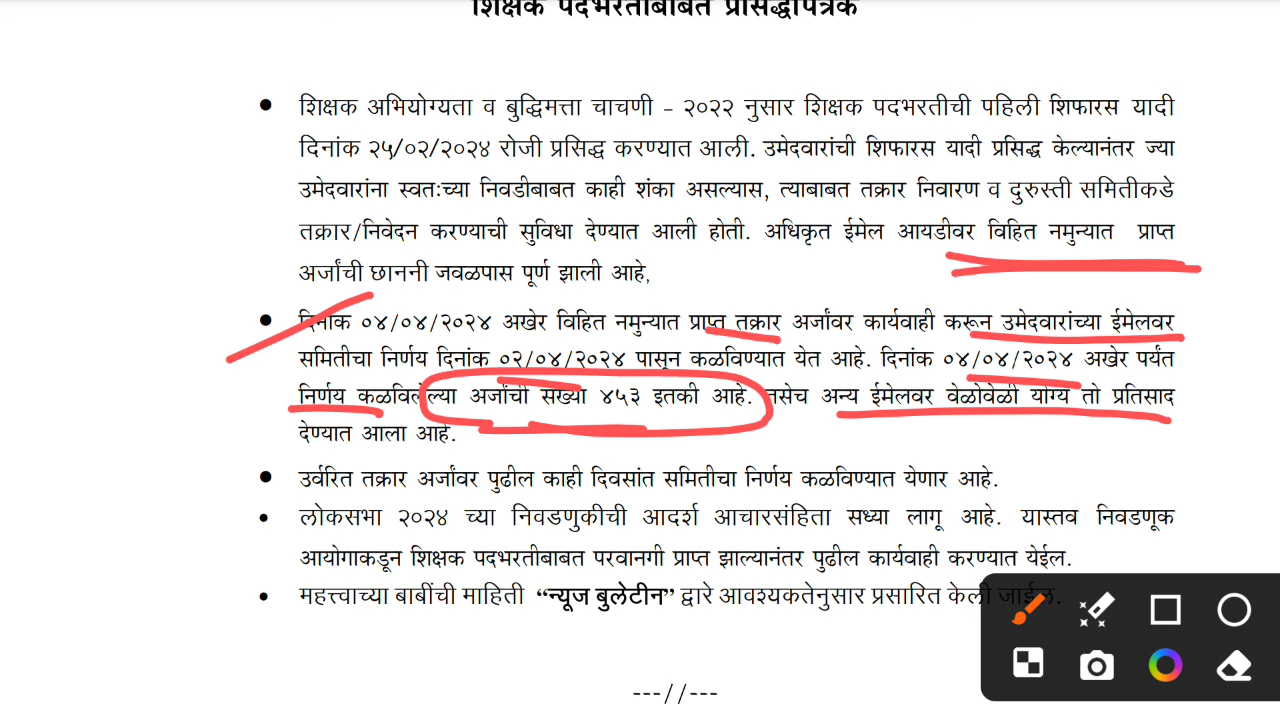 शिक्षक पदभरतीबाबत प्रसिद्धीपत्रक
● शिक्षक अभियोग्यता व बुद्धिमत्ता चाचणी – २०२२ नुसार शिक्षक पदभरतीची पहिली शिफारस यादी
दिनांक २५/०२/२०२४ रोजी प्रसिद्ध करण्यात आली. उमेदवारांची शिफारस यादी प्रसिद्ध केल्यानंतर ज्या
उमेदवारांना स्वतःच्या निवडीबाबत काही शंका असल्यास, त्याबाबत तक्रार निवारण व दुरुस्ती समितीकडे
तक्रार/निवेदन करण्याची सुविधा देण्यात आली होती. अधिकृत ईमेल आयडीवर विहित नमुन्यात प्राप्त
अर्जांची छाननी जवळपास पूर्ण झाली आहे,
● दिनांक ०४/०४/२०२४ अखेर विहित नमुन्यात प्राप्त तक्रार अर्जांवर कार्यवाही करून उमेदवारांच्या ईमेलवर
समितीचा निर्णय दिनांक ०२/०४/२०२४ पासून कळविण्यात येत आहे. दिनांक ०४/०४/२०२४ अखेर पर्यंत
निर्णय कळविलेल्या अर्जांची संख्या ४५३ इतकी आहे. तसेच अन्य ईमेलवर वेळोवेळी योग्य तो प्रतिसाद
देण्यात आला आहे.
● उर्वरित तक्रार अर्जांवर पुढील काही दिवसांत समितीचा निर्णय कळविण्यात येणार आहे.
• लोकसभा २०२४ च्या निवडणुकीची आदर्श आचारसंहिता सध्या लागू आहे. यास्तव निवडणूक
आयोगाकडून शिक्षक पदभरतीबाबत परवानगी प्राप्त झाल्यानंतर पुढील कार्यवाही करण्यात येईल.
• महत्त्वाच्या बाबींची माहिती “न्यूज बुलेटीन” द्वारे आवश्यकतेनुसार प्रसारित केली जाईल.
---//---